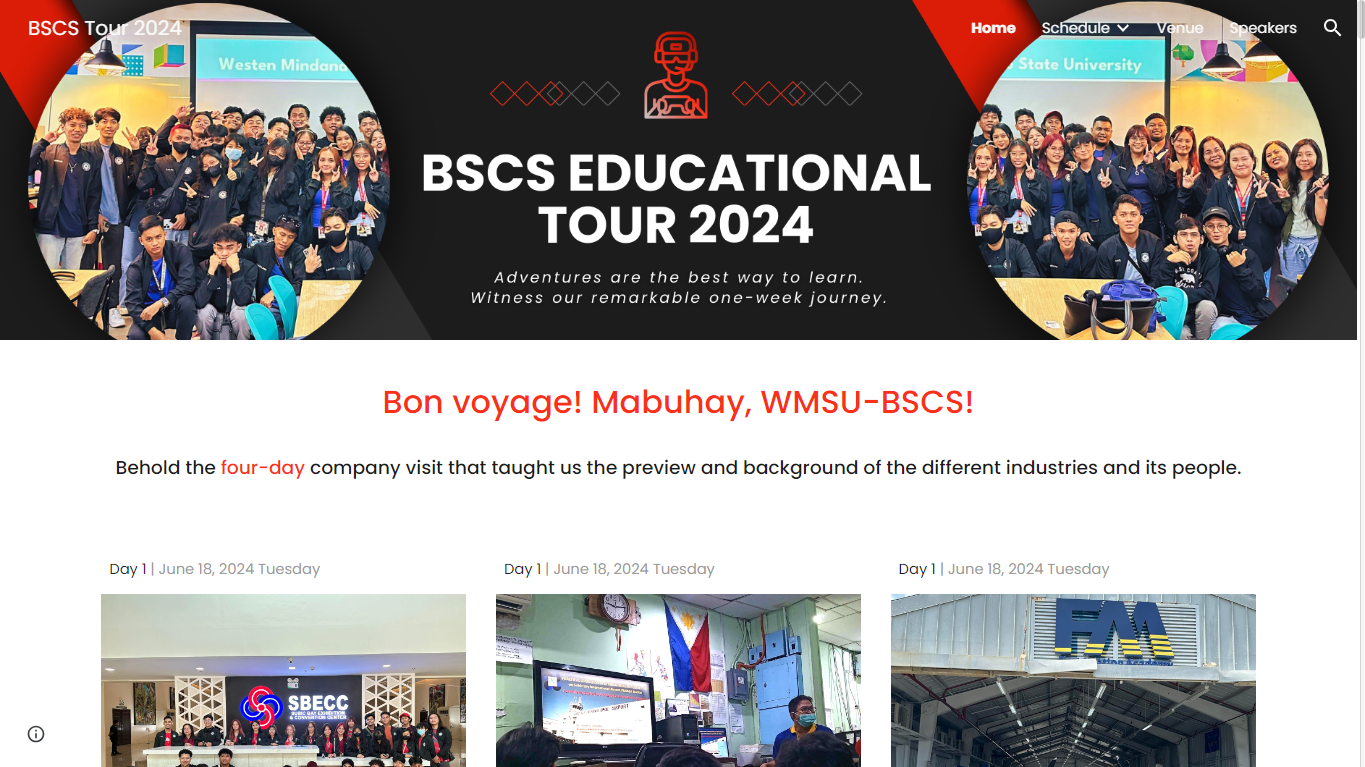 BSCS Tour 2024
Home
Schedule
Venue
Speakers
Westen Mindana
State University
BSCS EDUCATIONAL
TOUR 2024
Adventures are the best way to learn.
Witness our remarkable one-week journey.
Bon voyage! Mabuhay, WMSU-BSCS!
Behold the four-day company visit that taught us the preview and background of the different industries and its people.
Day 1 | June 18, 2024 Tuesday
Day 1 | June 18, 2024 Tuesday
Day 1 | June 18, 2024 Tuesday
SBECC
SUBIC BAY EXHIBITION
& CONVENTION CENTER
FMA